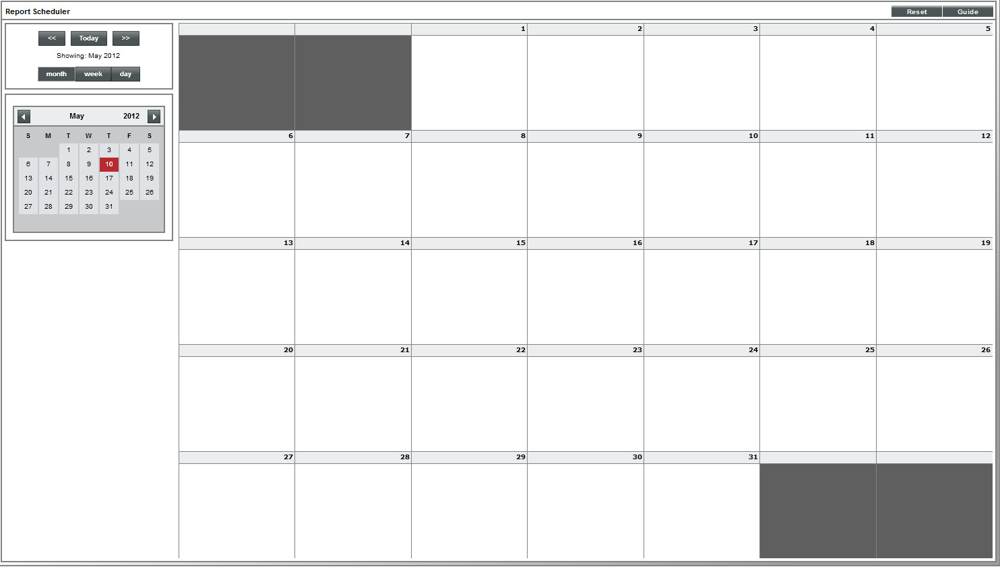 Report Scheduler
Reset Guide
<< Today >>
Showing: May 2012
month week day
May 2012
S M T W T F S
1 2 3 4 5
6 7 8 9 10 11 12
13 14 15 16 17 18 19
20 21 22 23 24 25 26
27 28 29 30 31
1 2 3 4 5
6 7 8 9 10 11 12
13 14 15 16 17 18 19
20 21 22 23 24 25 26
27 28 29 30 31